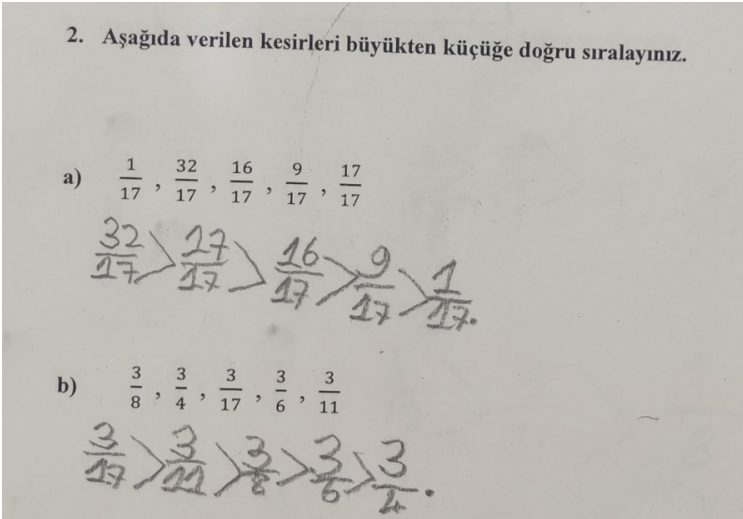 2. Aşağıda verilen kesirleri büyükten küçüğe doğru sıralayınız.
a) 1/17 , 32/17 , 16/17 , 9/17 , 17/17
32/17 > 17/17 > 16/17 > 9/17 > 1/17.
b) 3/8 , 3/4 , 3/17 , 3/6 , 3/11
3/17 > 3/11 > 3/8 > 3/6 > 3/4.